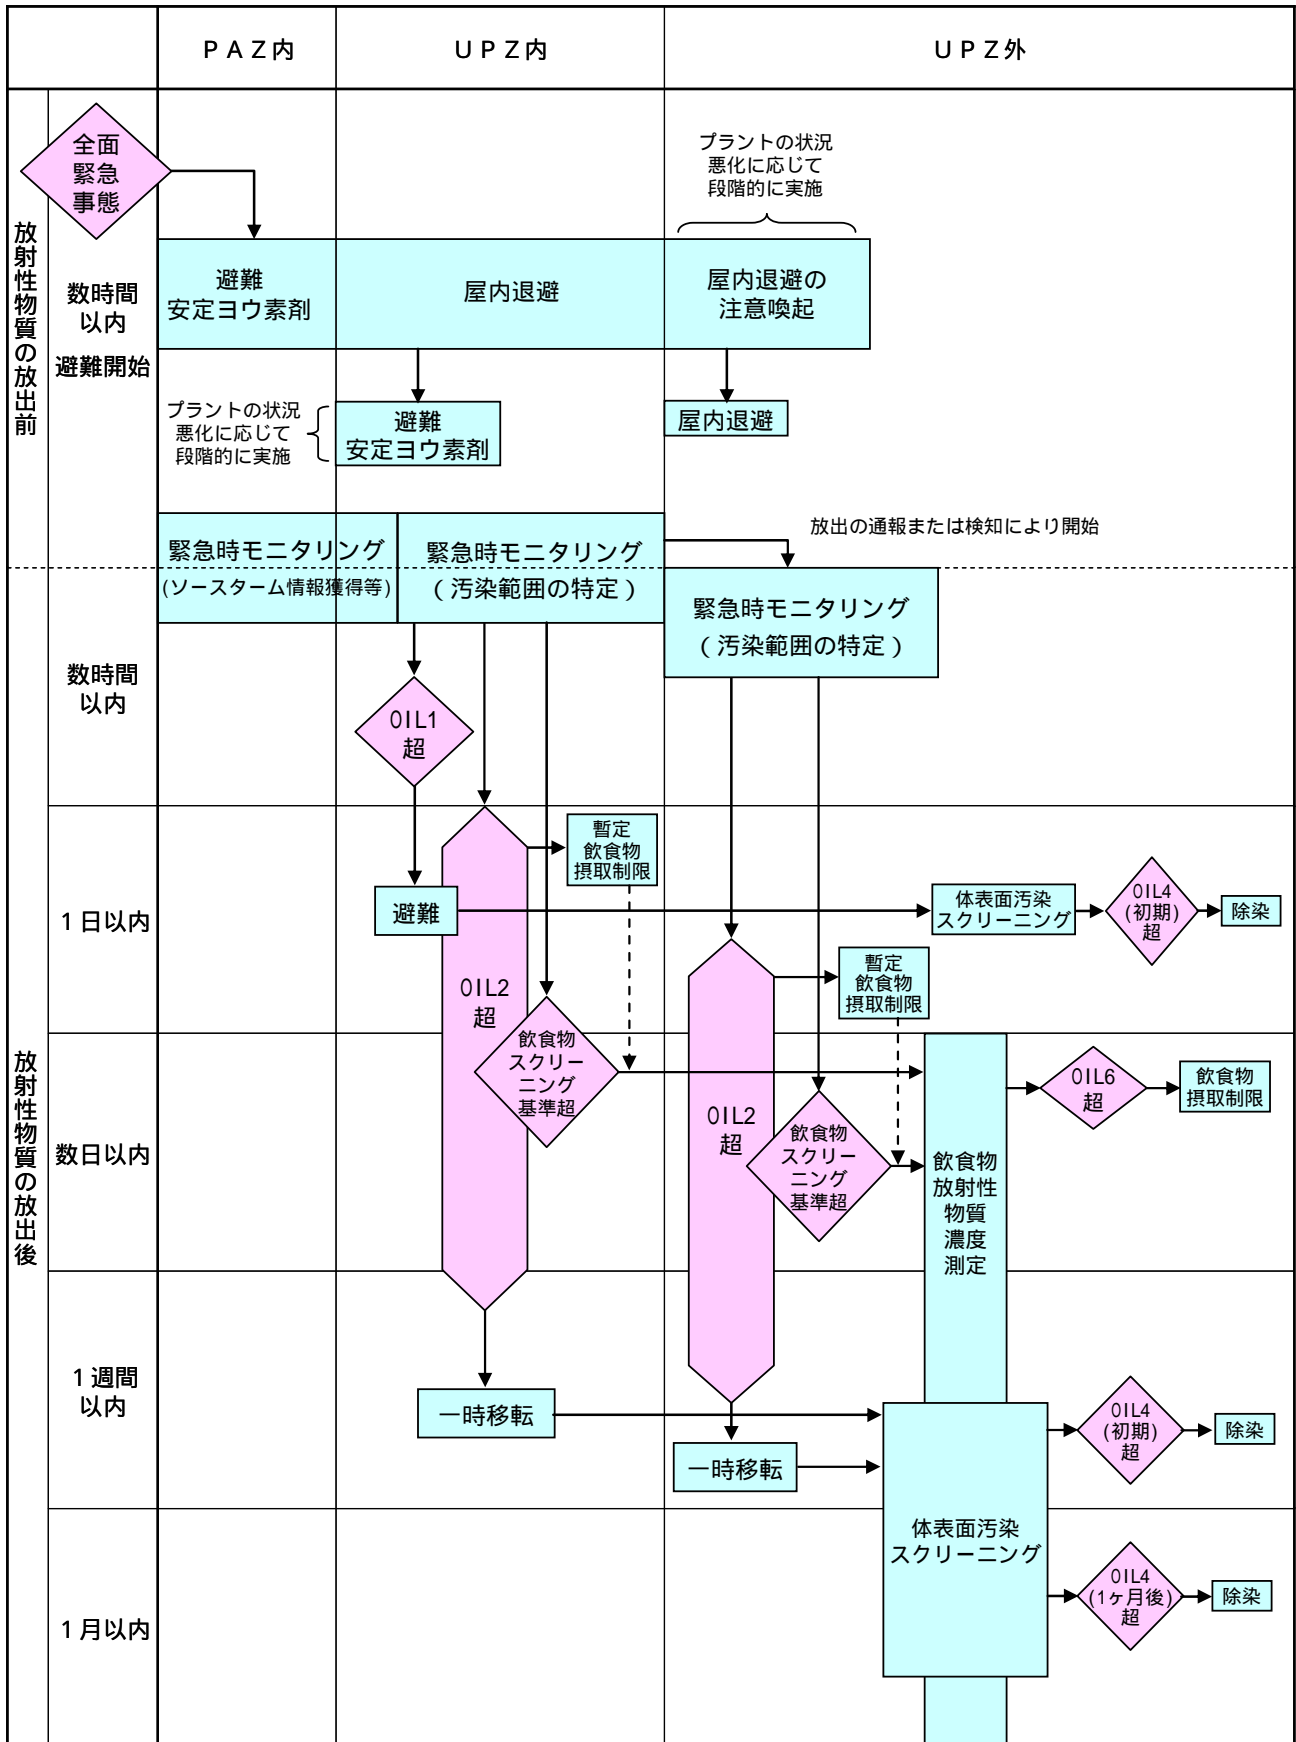 PAZ内
UPZ内
UPZ外
放射性物質の放出前
全面
緊急
事態
プラントの状況
悪化に応じて
段階的に実施
数時間
以内
避難開始
避難
安定ヨウ素剤
屋内退避
屋内退避の
注意喚起
プラントの状況
悪化に応じて
段階的に実施
避難
安定ヨウ素剤
屋内退避
緊急時モニタリング
(ソースターム情報獲得等)
緊急時モニタリング
(汚染範囲の特定)
放出の通報または検知により開始
緊急時モニタリング
(汚染範囲の特定)
放射性物質の放出後
数時間
以内
OIL1
超
1日以内
暫定
飲食物
摂取制限
避難
体表面汚染
スクリーニング
OIL4
(初期)
超
除染
OIL2
超
暫定
飲食物
摂取制限
飲食物
スクリー
ニング
基準超
数日以内
OIL6
超
飲食物
摂取制限
OIL2
超
飲食物
スクリー
ニング
基準超
飲食物
放射性
物質
濃度
測定
1週間
以内
一時移転
一時移転
OIL4
(初期)
超
除染
体表面汚染
スクリーニング
1月以内
OIL4
(1ヶ月後)
超
除染